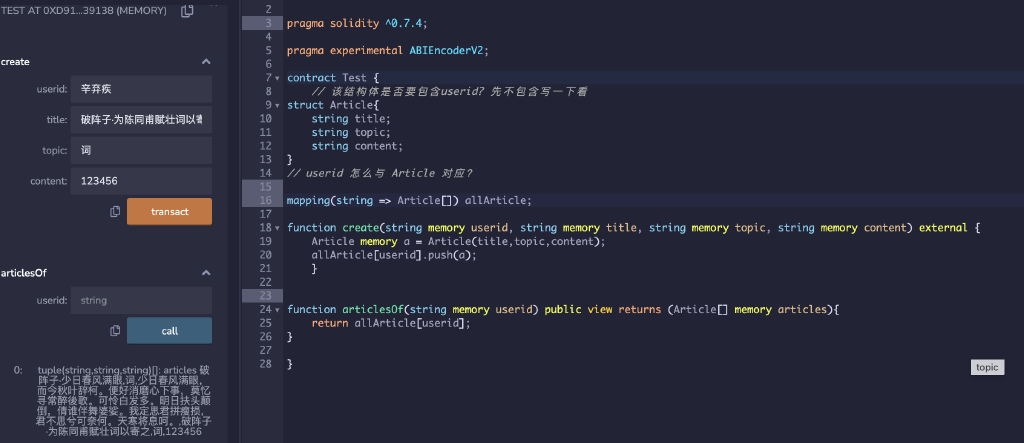 TEST AT 0XD91...39138 (MEMORY)
create
userid: 辛弃疾
title: 破阵子·为陈同甫赋壮词以寄
topic: 词
content: 123456
transact
articlesOf
userid: string
call
0: tuple(string,string,string)[]: articles 破
阵子·少日春风满眼,词,少日春风满眼,
而今秋叶辞柯。便好消磨心下事，莫忆
寻常醉後歌。可怜白发多。明日扶头颠
倒，倩谁伴舞婆娑。我定思君拼瘦损，
君不思兮可奈何。天寒将息呵。,破阵子
·为陈同甫赋壮词以寄之,词,123456
2
3 pragma solidity ^0.7.4;
4
5 pragma experimental ABIEncoderV2;
6
7 contract Test {
8 // 该结构体是否要包含userid? 先不包含写一下看
9 struct Article{
10 string title;
11 string topic;
12 string content;
13 }
14 // userid 怎么与 Article 对应？
15
16 mapping(string => Article[]) allArticle;
17
18 function create(string memory userid, string memory title, string memory topic, string memory content) external {
19 Article memory a = Article(title,topic,content);
20 allArticle[userid].push(a);
21 }
22
23
24 function articlesOf(string memory userid) public view returns (Article[] memory articles){
25 return allArticle[userid];
26 }
27
28 }
topic